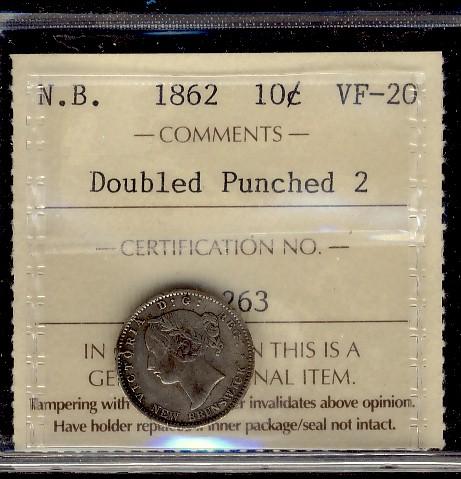 N.B. 1862 10¢ VF-20
— COMMENTS —
Doubled Punched 2
— CERTIFICATION NO. —
263
IN THIS IS A
NAL ITEM.
Tampering with invalidates above opinion.
Have holder inner package/seal not intact.
VICTORIA D:G: REG:
NEW BRUNSWICK